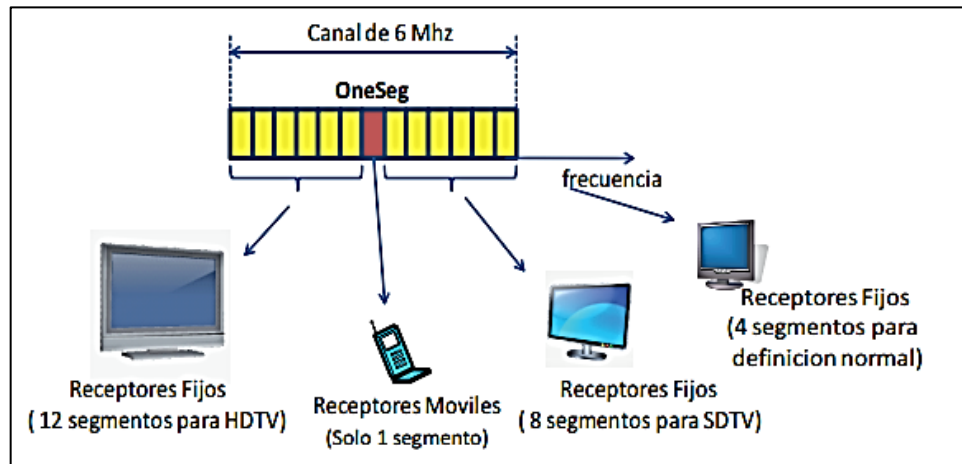 Canal de 6 Mhz
OneSeg
frecuencia
Receptores Fijos
( 12 segmentos para HDTV)
Receptores Moviles
(Solo 1 segmento)
Receptores Fijos
( 8 segmentos para SDTV)
Receptores Fijos
(4 segmentos para
definicion normal)